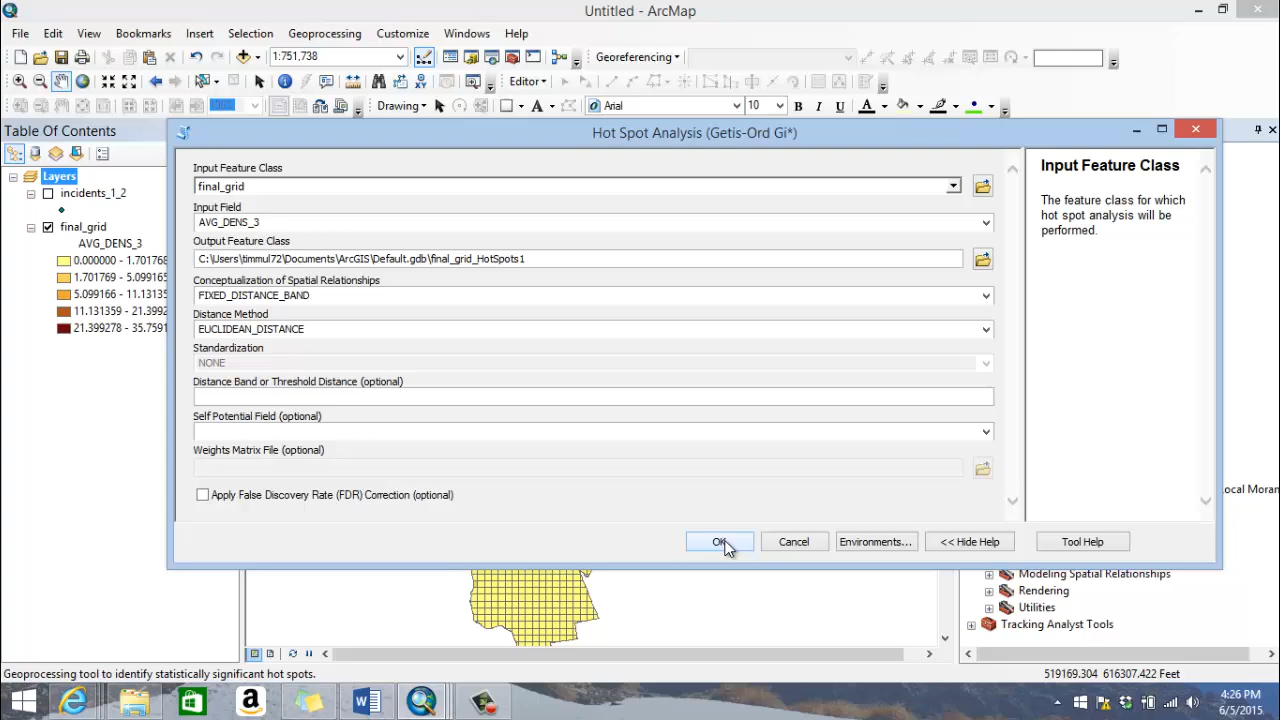 Untitled - ArcMap
File Edit View Bookmarks Insert Selection Geoprocessing Customize Windows Help
1:751,738 Georeferencing
Editor
Drawing Arial 10 B I U A
Table Of Contents
Layers
incidents_1_2
final_grid
AVG_DENS_3
0.000000 - 1.701768
1.701769 - 5.099165
5.099166 - 11.13135
11.131359 - 21.3992
21.399278 - 35.7591
Hot Spot Analysis (Getis-Ord Gi*)
Input Feature Class
final_grid
Input Field
AVG_DENS_3
Output Feature Class
C:\Users\timmul72\Documents\ArcGIS\Default.gdb\final_grid_HotSpots1
Conceptualization of Spatial Relationships
FIXED_DISTANCE_BAND
Distance Method
EUCLIDEAN_DISTANCE
Standardization
NONE
Distance Band or Threshold Distance (optional)
Self Potential Field (optional)
Weights Matrix File (optional)
Apply False Discovery Rate (FDR) Correction (optional)
OK Cancel Environments... << Hide Help Tool Help
Input Feature Class
The feature class for which
hot spot analysis will be
performed.
ocal Moran
Modeling Spatial Relationships
Rendering
Utilities
Tracking Analyst Tools
Geoprocessing tool to identify statistically significant hot spots.
519169.304 616307.422 Feet
4:26 PM
6/5/2015